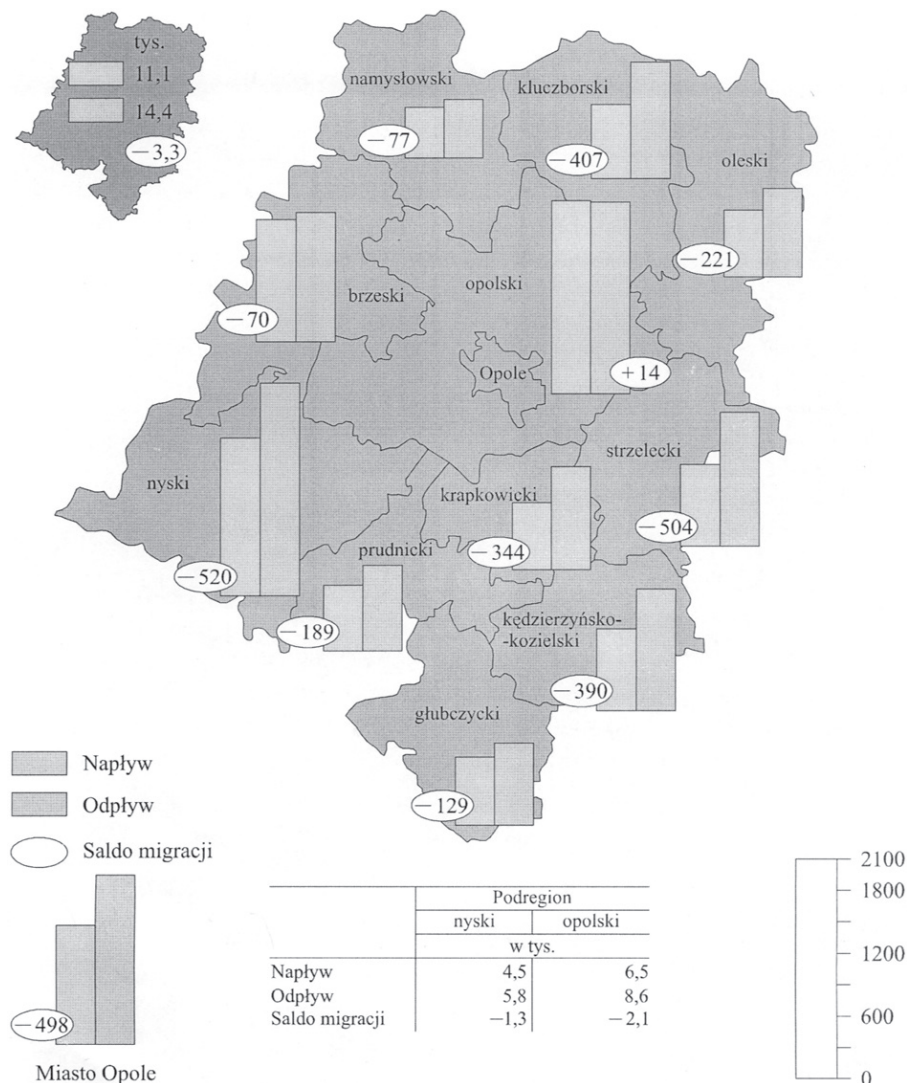 tys.
11,1
14,4
−3,3
namysłowski
−77
kluczborski
−407
oleski
−221
brzeski
−70
opolski
Opole
+14
nyski
−520
strzelecki
−504
krapkowicki
−344
prudnicki
−189
kędzierzyńsko-
-kozielski
−390
głubczycki
−129
Napływ
Odpływ
Saldo migracji
−498
Miasto Opole
Podregion
nyski opolski
w tys.
Napływ 4,5 6,5
Odpływ 5,8 8,6
Saldo migracji −1,3 −2,1
2100
1800
1200
600
0